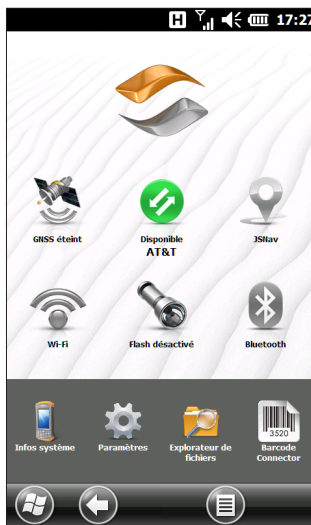 H 17:27
GNSS éteint
Disponible
AT&T
JSNav
Wi-Fi
Flash désactivé
Bluetooth
Infos système
Paramètres
Explorateur de fichiers
Barcode Connector
3520